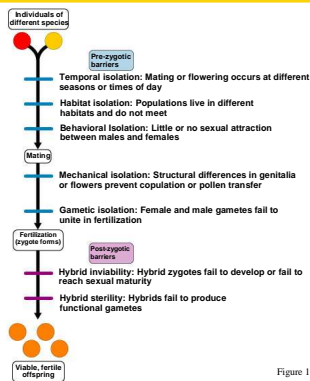 Individuals of
different species
Pre-zygotic
barriers
Temporal isolation: Mating or flowering occurs at different
seasons or times of day
Habitat isolation: Populations live in different
habitats and do not meet
Behavioral Isolation: Little or no sexual attraction
between males and females
Mating
Mechanical isolation: Structural differences in genitalia
or flowers prevent copulation or pollen transfer
Gametic isolation: Female and male gametes fail to
unite in fertilization
Fertilization
(zygote forms)
Post-zygotic
barriers
Hybrid inviability: Hybrid zygotes fail to develop or fail to
reach sexual maturity
Hybrid sterility: Hybrids fail to produce
functional gametes
Viable, fertile
offspring
Figure 1